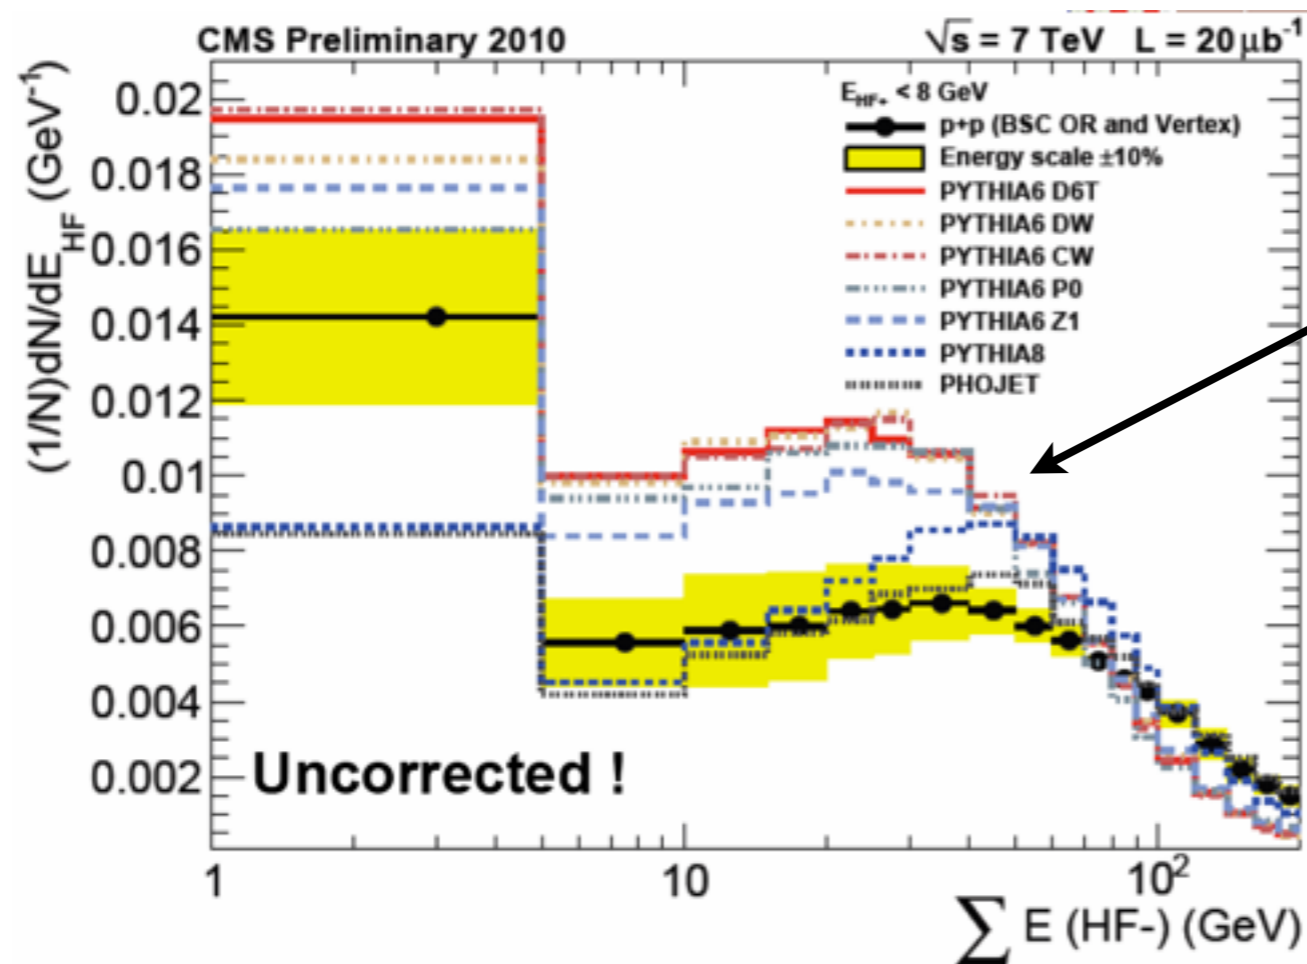 CMS Preliminary 2010 √s = 7 TeV L = 20 μb⁻¹
(1/N)dN/dE_HF (GeV⁻¹)
0.02
0.018
0.016
0.014
0.012
0.01
0.008
0.006
0.004
0.002
E_HF+ < 8 GeV
p+p (BSC OR and Vertex)
Energy scale ±10%
PYTHIA6 D6T
PYTHIA6 DW
PYTHIA6 CW
PYTHIA6 P0
PYTHIA6 Z1
PYTHIA8
PHOJET
Uncorrected !
1 10 10²
∑ E (HF-) (GeV)